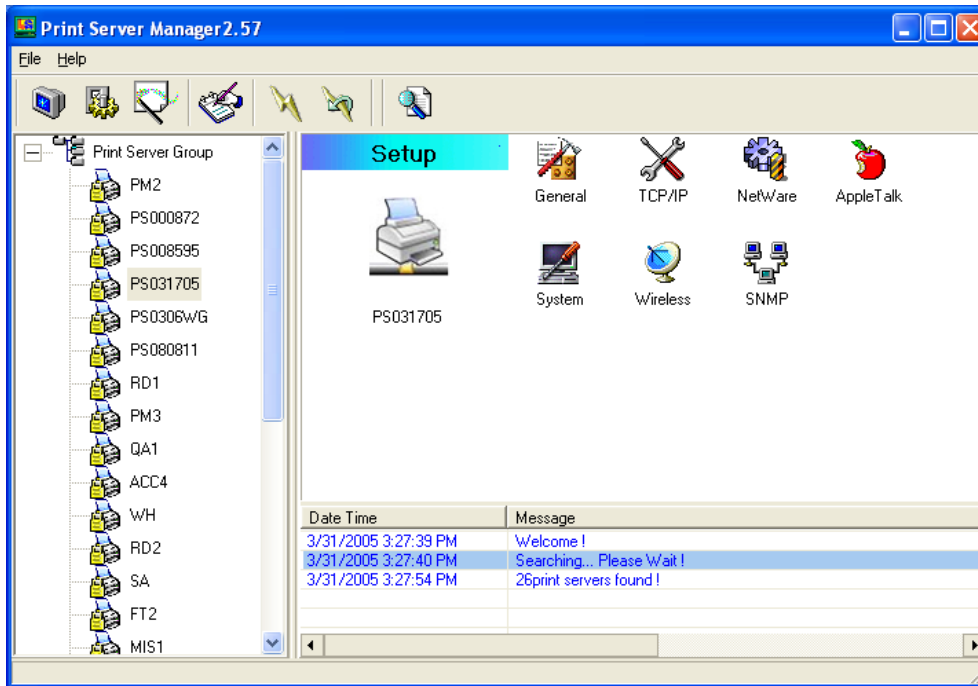 Print Server Manager2.57
File Help
Print Server Group
PM2
PS000872
PS008595
PS031705
PS0306WG
PS080811
RD1
PM3
QA1
ACC4
WH
RD2
SA
FT2
MIS1
Setup
PS031705
General TCP/IP NetWare AppleTalk
System Wireless SNMP
Date Time Message
3/31/2005 3:27:39 PM Welcome !
3/31/2005 3:27:40 PM Searching... Please Wait !
3/31/2005 3:27:54 PM 26print servers found !